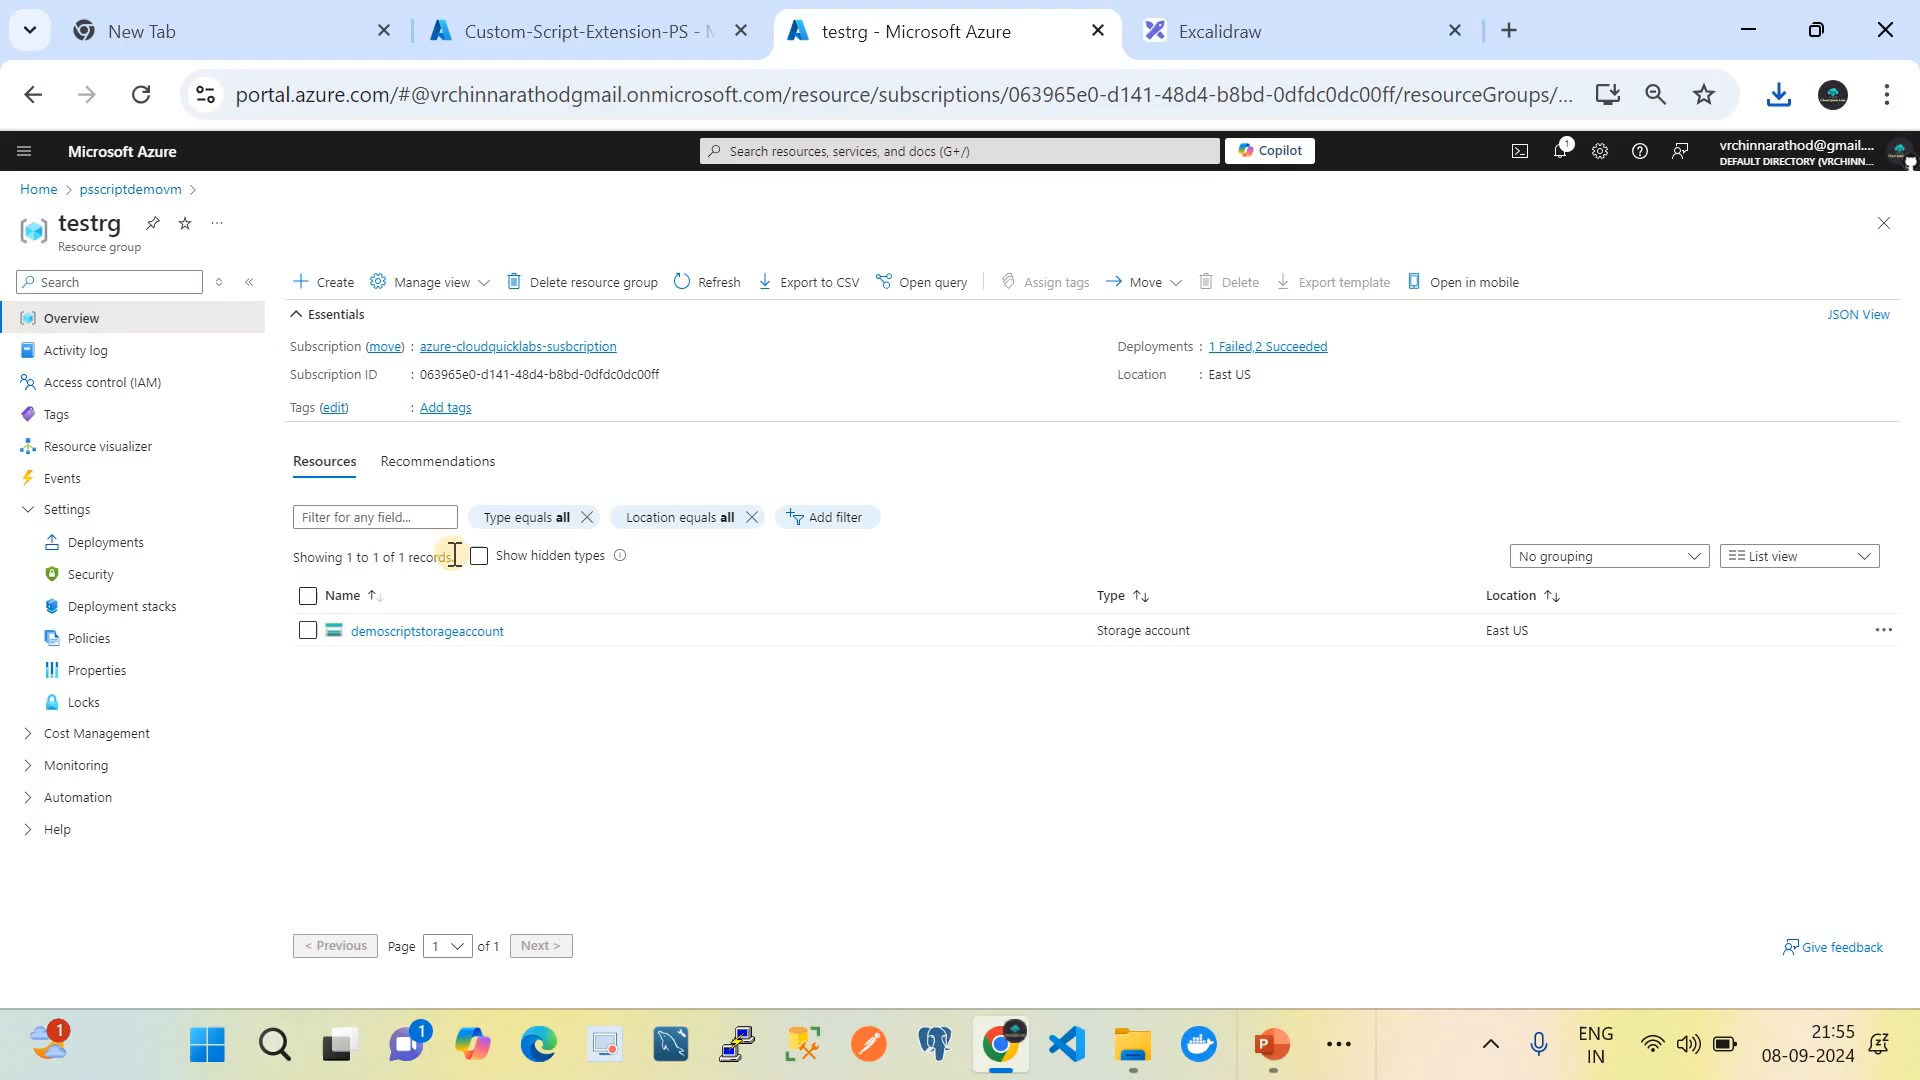 New Tab
Custom-Script-Extension-PS - M
testrg - Microsoft Azure
Excalidraw
portal.azure.com/#@vrchinnarathodgmail.onmicrosoft.com/resource/subscriptions/063965e0-d141-48d4-b8bd-0dfdc0dc00ff/resourceGroups/...
Microsoft Azure
Search resources, services, and docs (G+/)
Copilot
1
vrchinnarathod@gmail....
DEFAULT DIRECTORY (VRCHINN...
Home > psscriptdemovm >
testrg
Resource group
Search
Create
Manage view
Delete resource group
Refresh
Export to CSV
Open query
Assign tags
Move
Delete
Export template
Open in mobile
Overview
Activity log
Access control (IAM)
Tags
Resource visualizer
Events
Settings
Deployments
Security
Deployment stacks
Policies
Properties
Locks
Cost Management
Monitoring
Automation
Help
Essentials
JSON View
Subscription (move) : azure-cloudquicklabs-susbcription
Deployments : 1 Failed,2 Succeeded
Subscription ID : 063965e0-d141-48d4-b8bd-0dfdc0dc00ff
Location : East US
Tags (edit) : Add tags
Resources
Recommendations
Filter for any field...
Type equals all
Location equals all
Add filter
Showing 1 to 1 of 1 records.
Show hidden types
No grouping
List view
Name
Type
Location
demoscriptstorageaccount
Storage account
East US
< Previous
Page 1 of 1
Next >
Give feedback
1
1
ENG
IN
21:55
08-09-2024